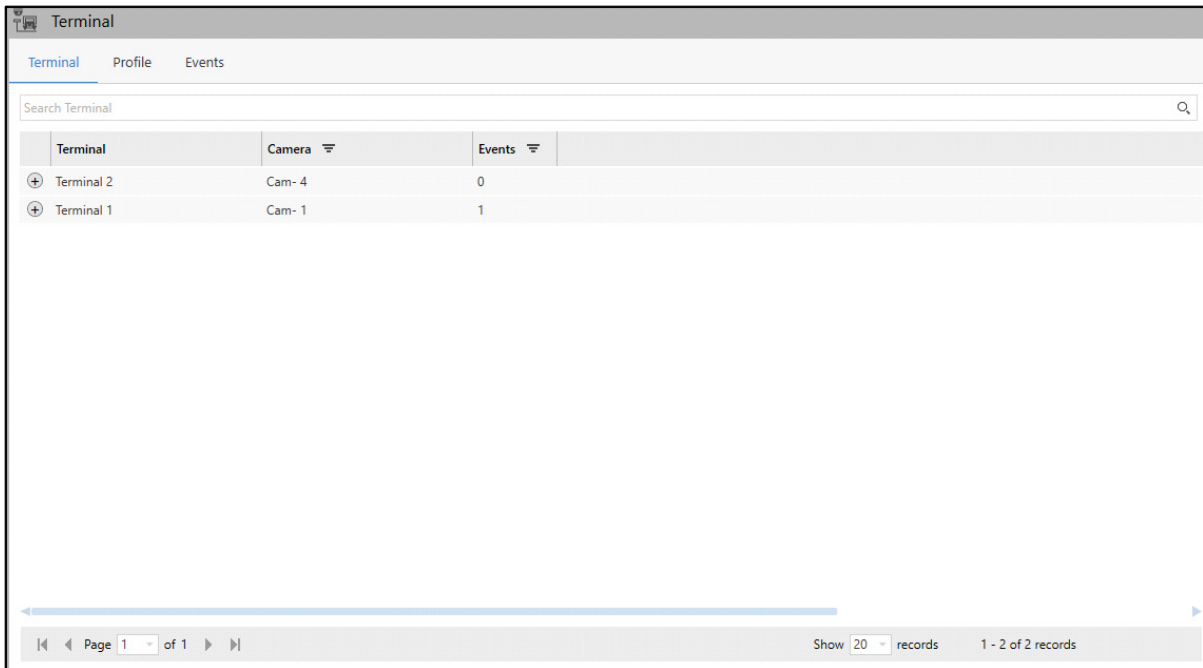 Terminal
Terminal Profile Events
Search Terminal
Terminal Camera Events
Terminal 2 Cam- 4 0
Terminal 1 Cam- 1 1
Page 1 of 1 Show 20 records 1 - 2 of 2 records